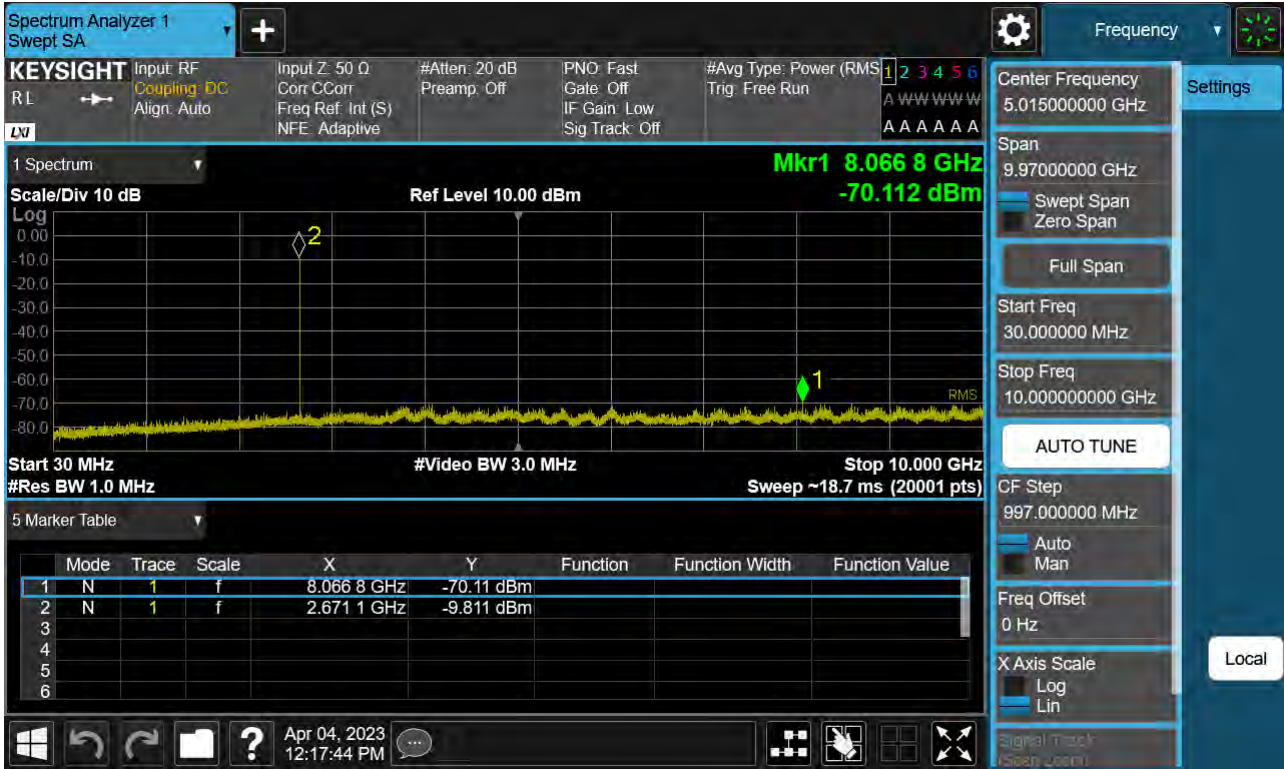 Spectrum Analyzer 1
Swept SA
+
Frequency
KEYSIGHT
RL
LXI
Input: RF
Coupling: DC
Align: Auto
Input Z: 50 Ω
Corr CCorr
Freq Ref: Int (S)
NFE: Adaptive
#Atten: 20 dB
Preamp: Off
PNO: Fast
Gate: Off
IF Gain: Low
Sig Track: Off
#Avg Type: Power (RMS
Trig: Free Run
1 2 3 4 5 6
A W W W W W
A A A A A A
1 Spectrum
Scale/Div 10 dB
Ref Level 10.00 dBm
Mkr1 8.066 8 GHz
-70.112 dBm
Log
0.00
-10.0
-20.0
-30.0
-40.0
-50.0
-60.0
-70.0
-80.0
2
1
RMS
Start 30 MHz
#Video BW 3.0 MHz
Stop 10.000 GHz
#Res BW 1.0 MHz
Sweep ~18.7 ms (20001 pts)
5 Marker Table
Mode Trace Scale X Y Function Function Width Function Value
1 N 1 f 8.066 8 GHz -70.11 dBm
2 N 1 f 2.671 1 GHz -9.811 dBm
3
4
5
6
Center Frequency
5.015000000 GHz
Span
9.97000000 GHz
Swept Span
Zero Span
Full Span
Start Freq
30.000000 MHz
Stop Freq
10.000000000 GHz
AUTO TUNE
CF Step
997.000000 MHz
Auto
Man
Freq Offset
0 Hz
X Axis Scale
Log
Lin
Signal Track
(Span Zoom)
Settings
Local
?
Apr 04, 2023
12:17:44 PM